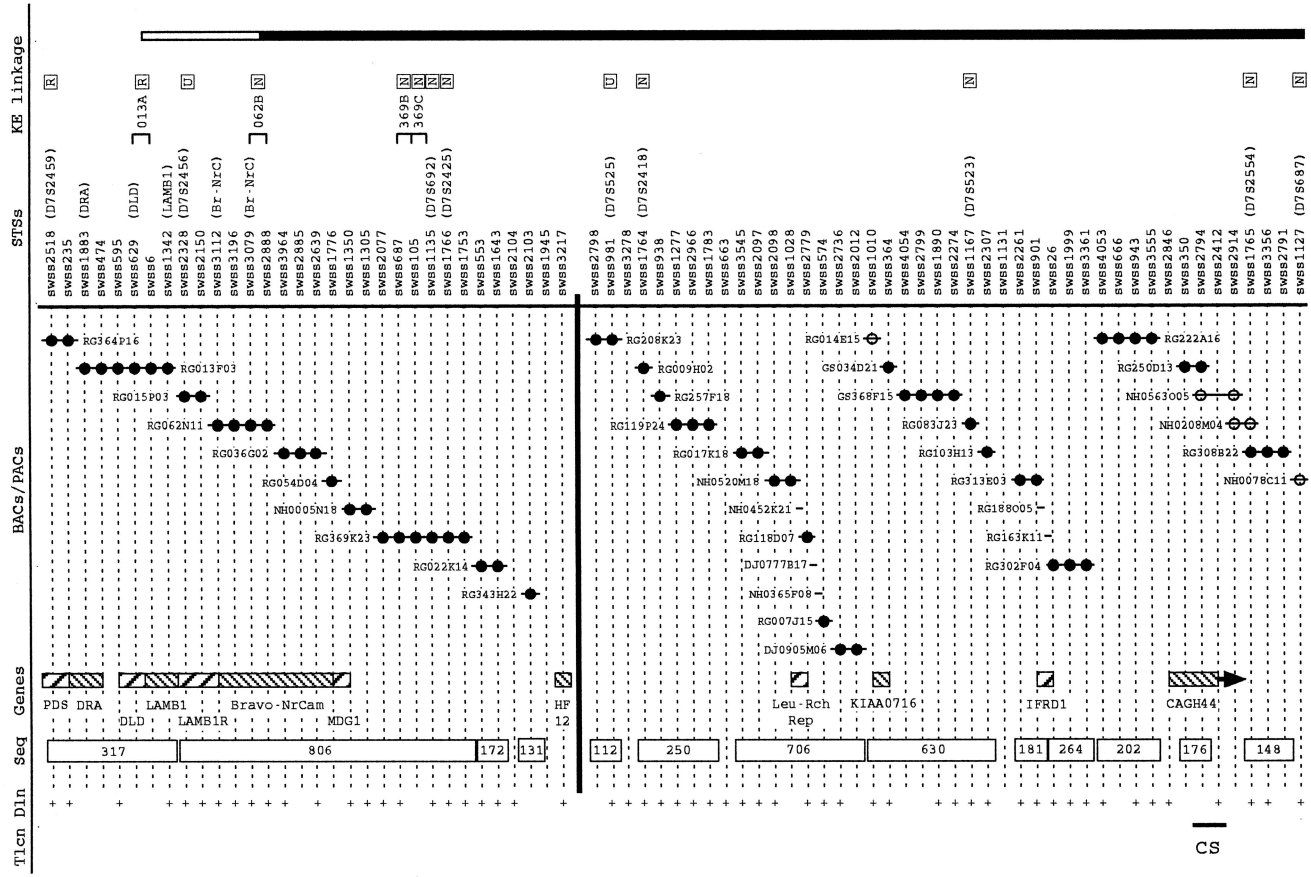 KE linkage
R R U N N N N N U N N N N
013A 062B 369B 369C
STSs
swss2518 (D7S2459)
swss235
swss1883 (DRA)
swss474
swss595
swss629 (DLD)
swss6
swss1342 (LAMB1)
swss2328 (D7S2456)
swss2150
swss3112 (Br-NrC)
swss3196
swss3079 (Br-NrC)
swss2888
swss3964
swss2885
swss2639
swss1776
swss1350
swss1305
swss2077
swss687
swss105
swss1135 (D7S692)
swss1766 (D7S2425)
swss1753
swss553
swss1643
swss2104
swss2103
swss1945
swss3217
swss2798
swss981 (D7S525)
swss3278
swss1764 (D7S2418)
swss938
swss1277
swss2966
swss1783
swss663
swss3545
swss2097
swss2098
swss1028
swss2779
swss574
swss2736
swss2012
swss1010
swss364
swss4054
swss2799
swss1890
swss2274
swss1167 (D7S523)
swss2307
swss1131
swss2261
swss901
swss26
swss1999
swss3361
swss4053
swss666
swss943
swss3555
swss2846
swss350
swss2794
swss2412
swss2914
swss1765 (D7S2554)
swss3356
swss2791
swss1127 (D7S687)
BACs/PACs
RG364P16
RG013F03
RG015P03
RG062N11
RG036G02
RG054D04
NH0005N18
RG369K23
RG022K14
RG343H22
RG208K23
RG009H02
RG257F18
RG119P24
RG017K18
NH0520M18
NH0452K21
RG118D07
DJ0777B17
NH0365F08
RG007J15
DJ0905M06
RG014E15
GS034D21
GS368F15
RG083J23
RG103H13
RG313E03
RG188O05
RG163K11
RG302F04
RG222A16
RG250D13
NH0563O05
NH0208M04
RG308B22
NH0078C11
Genes
PDS DRA LAMB1 Bravo-NrCam HF Leu-Rch KIAA0716 IFRD1 CAGH44
DLD LAMB1R MDG1 12 Rep
Seq
317 806 172 131 112 250 706 630 181 264 202 176 148
Tlcn Dln
+ + + + + + + + + + + + + + + + + + + + + + + + + + + + + + + + + + + + + + + + + + + + + + + + + + + + + + + +
CS